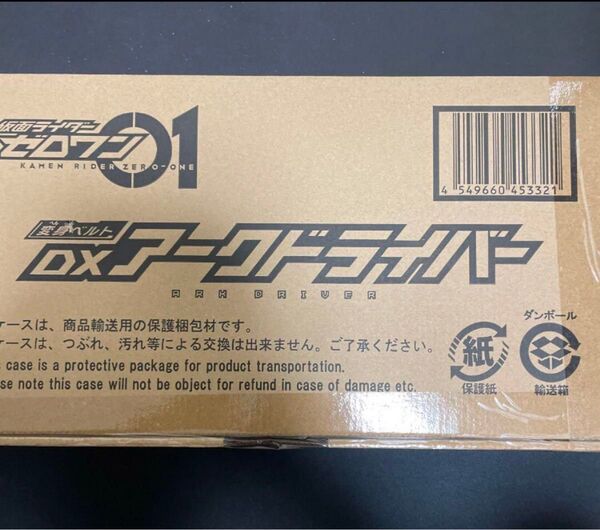 仮面ライダー
ゼロワン 01
KAMEN RIDER ZERO-ONE
4 549660 453321
変身ベルト
DXアークドライバー
ARK DRIVER
ケースは、商品輸送用の保護梱包材です。
ケースは、つぶれ、汚れ等による交換は出来ません。ご了承ください。
s case is a protective package for product transportation.
se note this case will not be object for refund in case of damage etc.
紙
保護紙
ダンボール
輸送箱